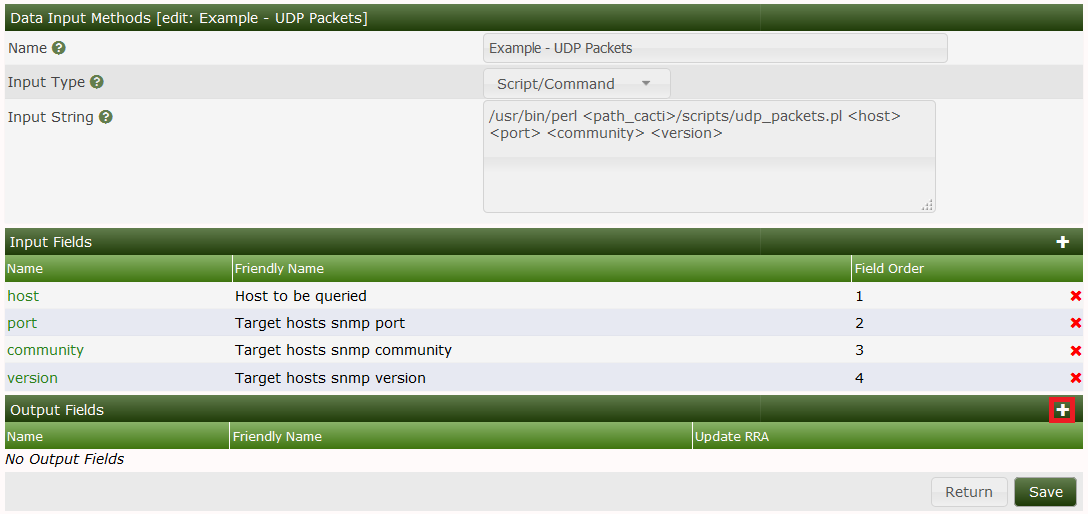 Data Input Methods [edit: Example - UDP Packets]
Name ?
Example - UDP Packets
Input Type ?
Script/Command
Input String ?
/usr/bin/perl <path_cacti>/scripts/udp_packets.pl <host>
<port> <community> <version>
Input Fields
Name Friendly Name Field Order
host Host to be queried 1
port Target hosts snmp port 2
community Target hosts snmp community 3
version Target hosts snmp version 4
Output Fields
Name Friendly Name Update RRA
No Output Fields
Return Save